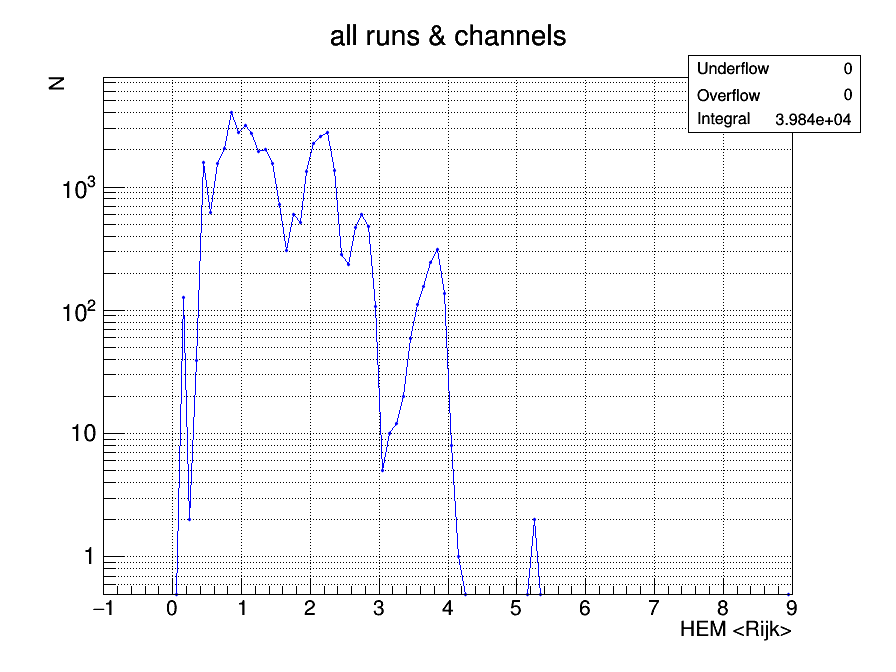 all runs & channels
N
Underflow 0
Overflow 0
Integral 3.984e+04
10³
10²
10
1
−1 0 1 2 3 4 5 6 7 8 9
HEM <Rijk>